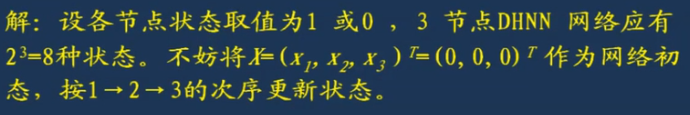 解：设各节点状态取值为1 或0 ，3 节点DHNN 网络应有
2³=8种状态。不妨将X=(x₁, x₂, x₃ )ᵀ=(0, 0, 0) ᵀ 作为网络初
态，按1→2→3的次序更新状态。